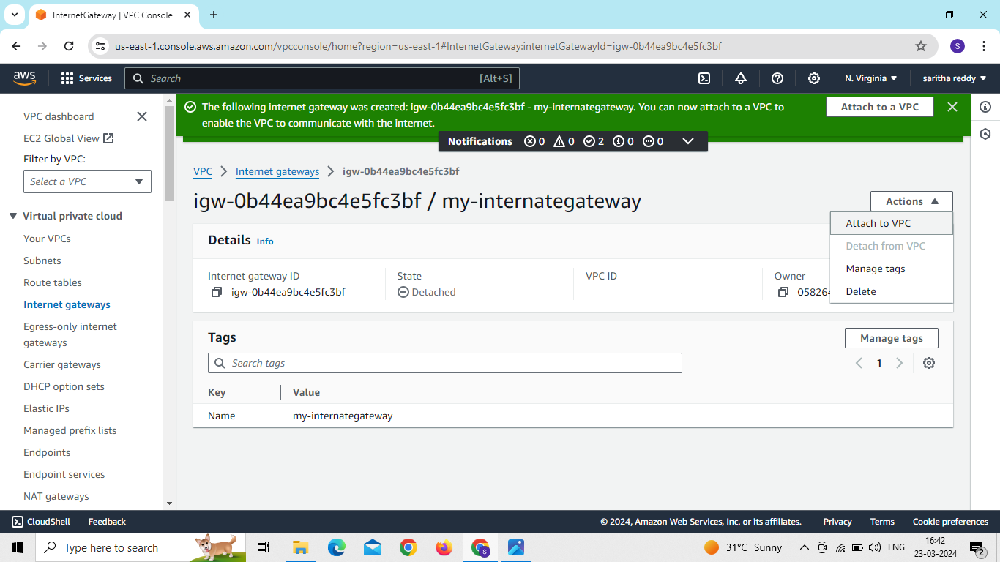 InternetGateway | VPC Console
us-east-1.console.aws.amazon.com/vpcconsole/home?region=us-east-1#InternetGateway:internetGatewayId=igw-0b44ea9bc4e5fc3bf
S
aws
Services
Search
[Alt+S]
N. Virginia
saritha reddy
VPC dashboard
EC2 Global View
Filter by VPC:
Select a VPC
Virtual private cloud
Your VPCs
Subnets
Route tables
Internet gateways
Egress-only internet
gateways
Carrier gateways
DHCP option sets
Elastic IPs
Managed prefix lists
Endpoints
Endpoint services
NAT gateways
The following internet gateway was created: igw-0b44ea9bc4e5fc3bf - my-internategateway. You can now attach to a VPC to
enable the VPC to communicate with the internet.
Attach to a VPC
Notifications 0 0 2 0 0
VPC > Internet gateways > igw-0b44ea9bc4e5fc3bf
igw-0b44ea9bc4e5fc3bf / my-internategateway
Actions
Attach to VPC
Detach from VPC
Manage tags
Delete
Details Info
Internet gateway ID
igw-0b44ea9bc4e5fc3bf
State
Detached
VPC ID
–
Owner
058264
Tags
Manage tags
Search tags
1
Key Value
Name my-internategateway
CloudShell Feedback
© 2024, Amazon Web Services, Inc. or its affiliates. Privacy Terms Cookie preferences
Type here to search
S
31°C Sunny
ENG
16:42
23-03-2024
2